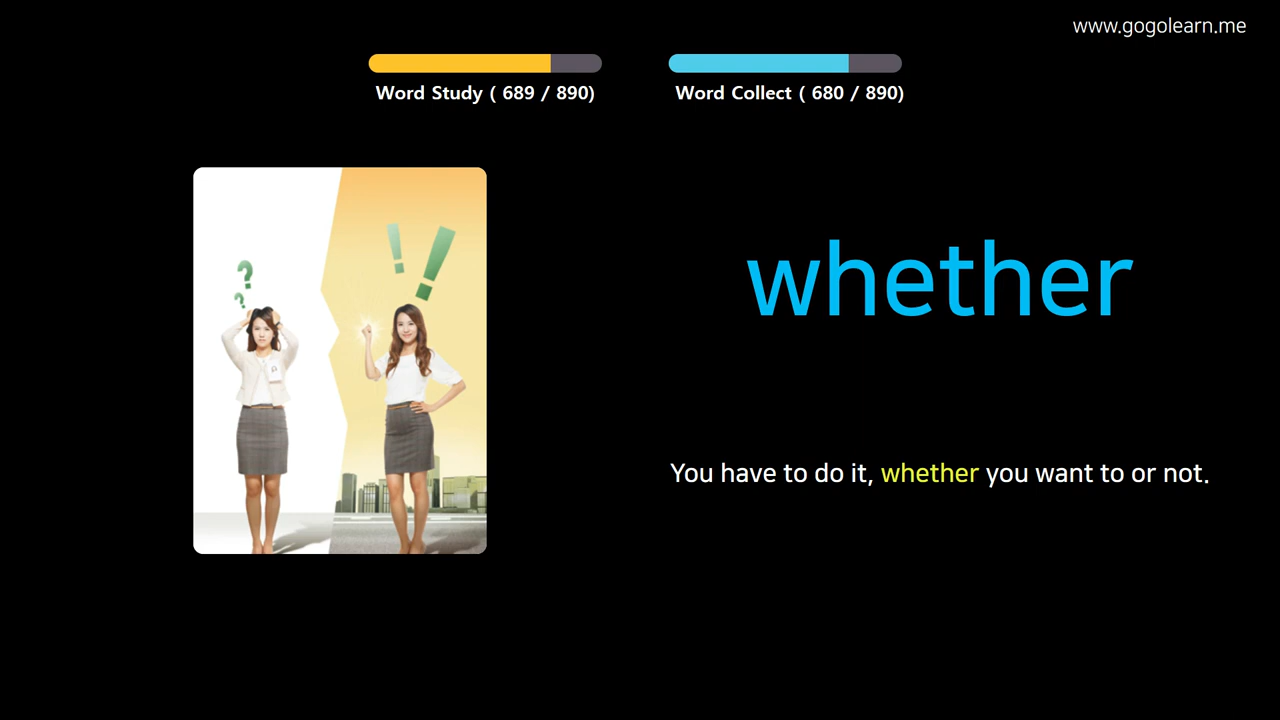 www.gogolearn.me
Word Study ( 689 / 890)
Word Collect ( 680 / 890)
whether
You have to do it, whether you want to or not.